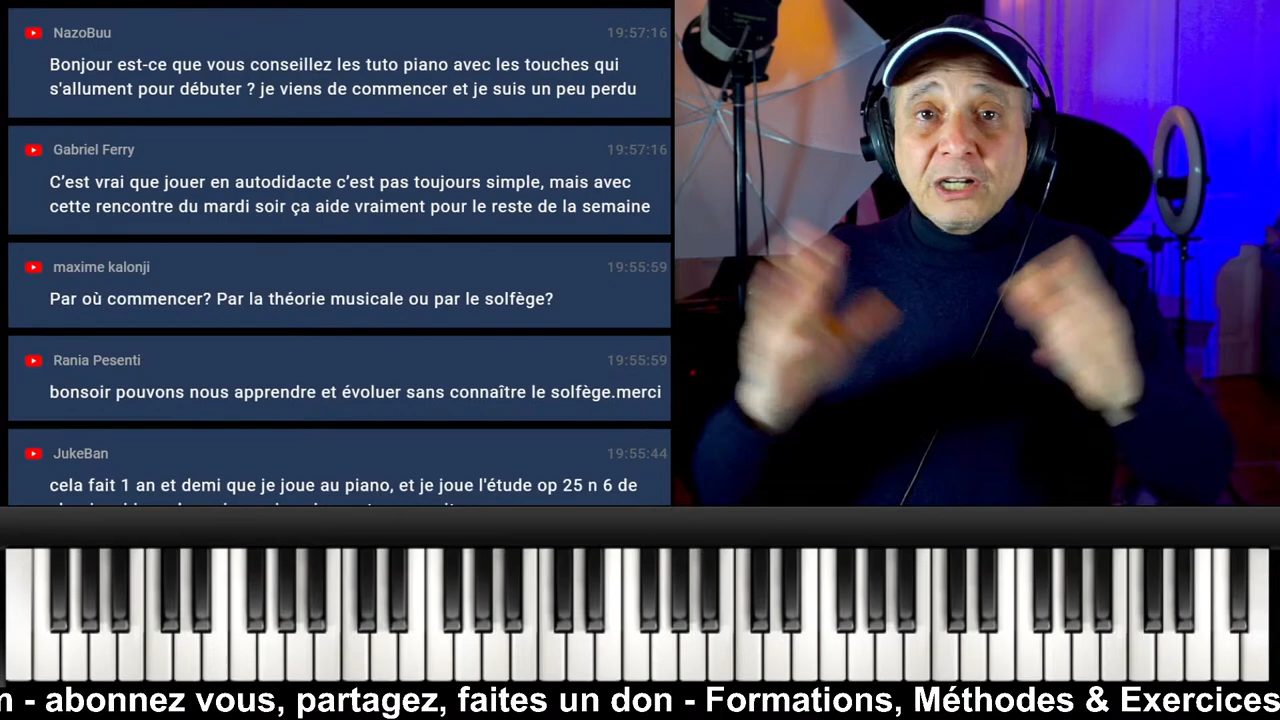 NazoBuu 19:57:16
Bonjour est-ce que vous conseillez les tuto piano avec les touches qui
s'allument pour débuter ? je viens de commencer et je suis un peu perdu
Gabriel Ferry 19:57:16
C’est vrai que jouer en autodidacte c’est pas toujours simple, mais avec
cette rencontre du mardi soir ça aide vraiment pour le reste de la semaine
maxime kalonji 19:55:59
Par où commencer? Par la théorie musicale ou par le solfège?
Rania Pesenti 19:55:59
bonsoir pouvons nous apprendre et évoluer sans connaître le solfège.merci
JukeBan 19:55:44
cela fait 1 an et demi que je joue au piano, et je joue l'étude op 25 n 6 de
- abonnez vous, partagez, faites un don - Formations, Méthodes & Exercices